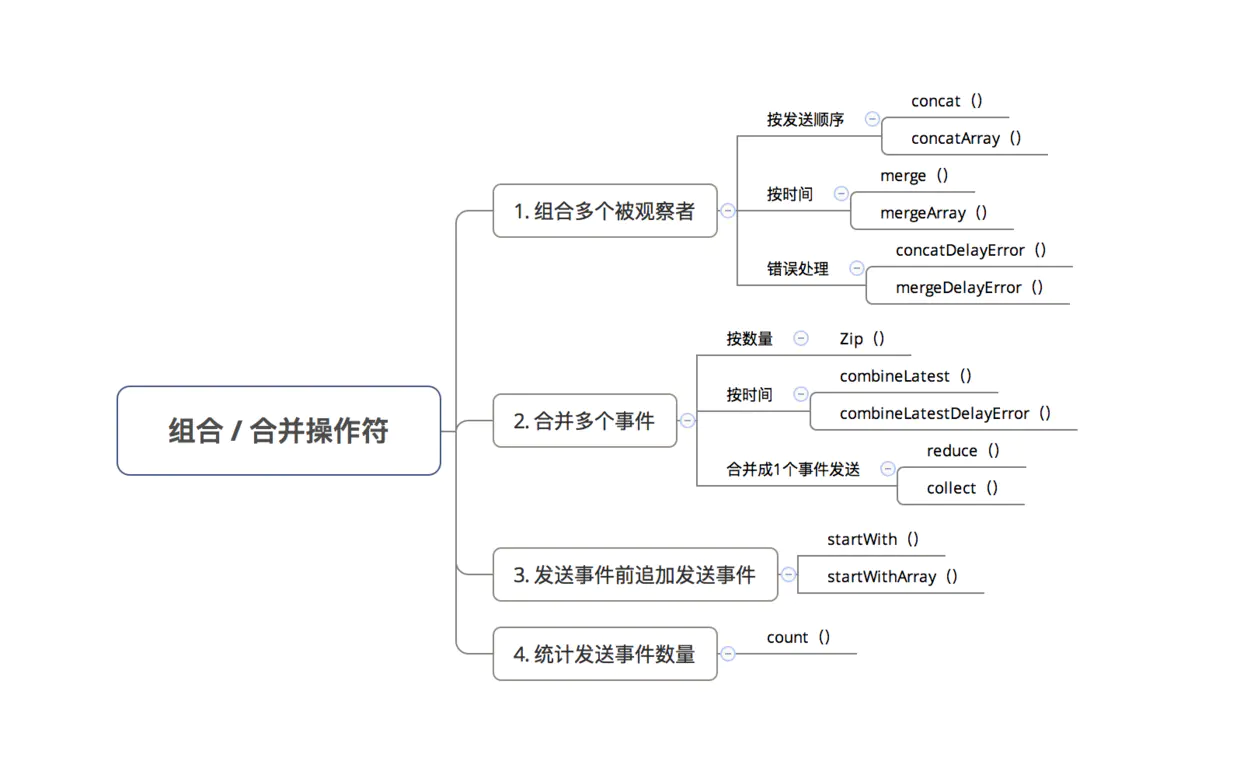 组合 / 合并操作符
1. 组合多个被观察者
按发送顺序
concat（）
concatArray（）
按时间
merge（）
mergeArray（）
错误处理
concatDelayError（）
mergeDelayError（）
2. 合并多个事件
按数量
Zip（）
按时间
combineLatest（）
combineLatestDelayError（）
合并成1个事件发送
reduce（）
collect（）
3. 发送事件前追加发送事件
startWith（）
startWithArray（）
4. 统计发送事件数量
count（）